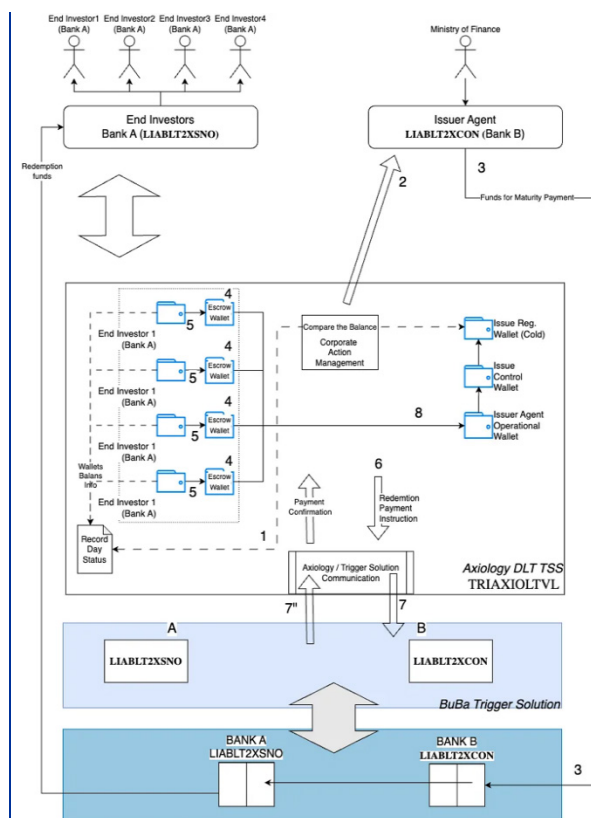 End Investor1
(Bank A)
End Investor2
(Bank A)
End Investor3
(Bank A)
End Investor4
(Bank A)
Ministry of Finance
End Investors
Bank A (LIABLT2XSNO)
Issuer Agent
LIABLT2XCON (Bank B)
Redemption
funds
2
3
Funds for Maturity Payment
4
Escrow
Wallet
5
End Investor 1
(Bank A)
4
Escrow
Wallet
5
End Investor 1
(Bank A)
4
Escrow
Wallet
5
End Investor 1
(Bank A)
4
Escrow
Wallet
5
End Investor 1
(Bank A)
Compare the Balance
Corporate
Action
Management
Issue Reg.
Wallet (Cold)
Issue
Control
Wallet
8
Issuer Agent
Operational
Wallet
Wallets
Balans
Info
Record
Day
Status
1
Payment
Confirmation
6
Redemtion
Payment
Instruction
Axiology / Trigger Solution
Communication
Axiology DLT TSS
TRIAXIOLTVL
7"
7
A
LIABLT2XSNO
B
LIABLT2XCON
BuBa Trigger Solution
BANK A
LIABLT2XSNO
BANK B
LIABLT2XCON
3